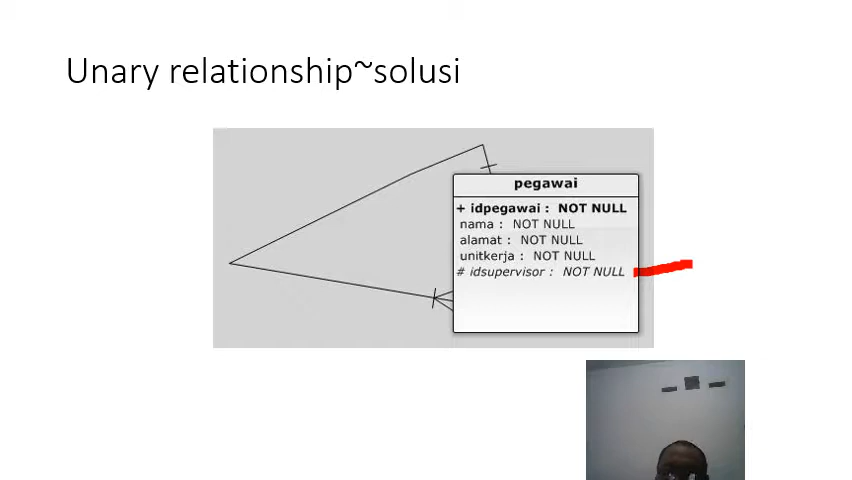 Unary relationship~solusi
pegawai
+ idpegawai : NOT NULL
nama : NOT NULL
alamat : NOT NULL
unitkerja : NOT NULL
# idsupervisor : NOT NULL